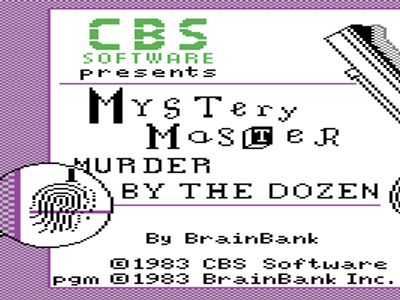 CBS
SOFTWARE
presents
MYSTery
MaSTeR
MURDER
BY THE DOZEN
By BrainBank
©1983 CBS Software
pgm ©1983 BrainBank Inc.